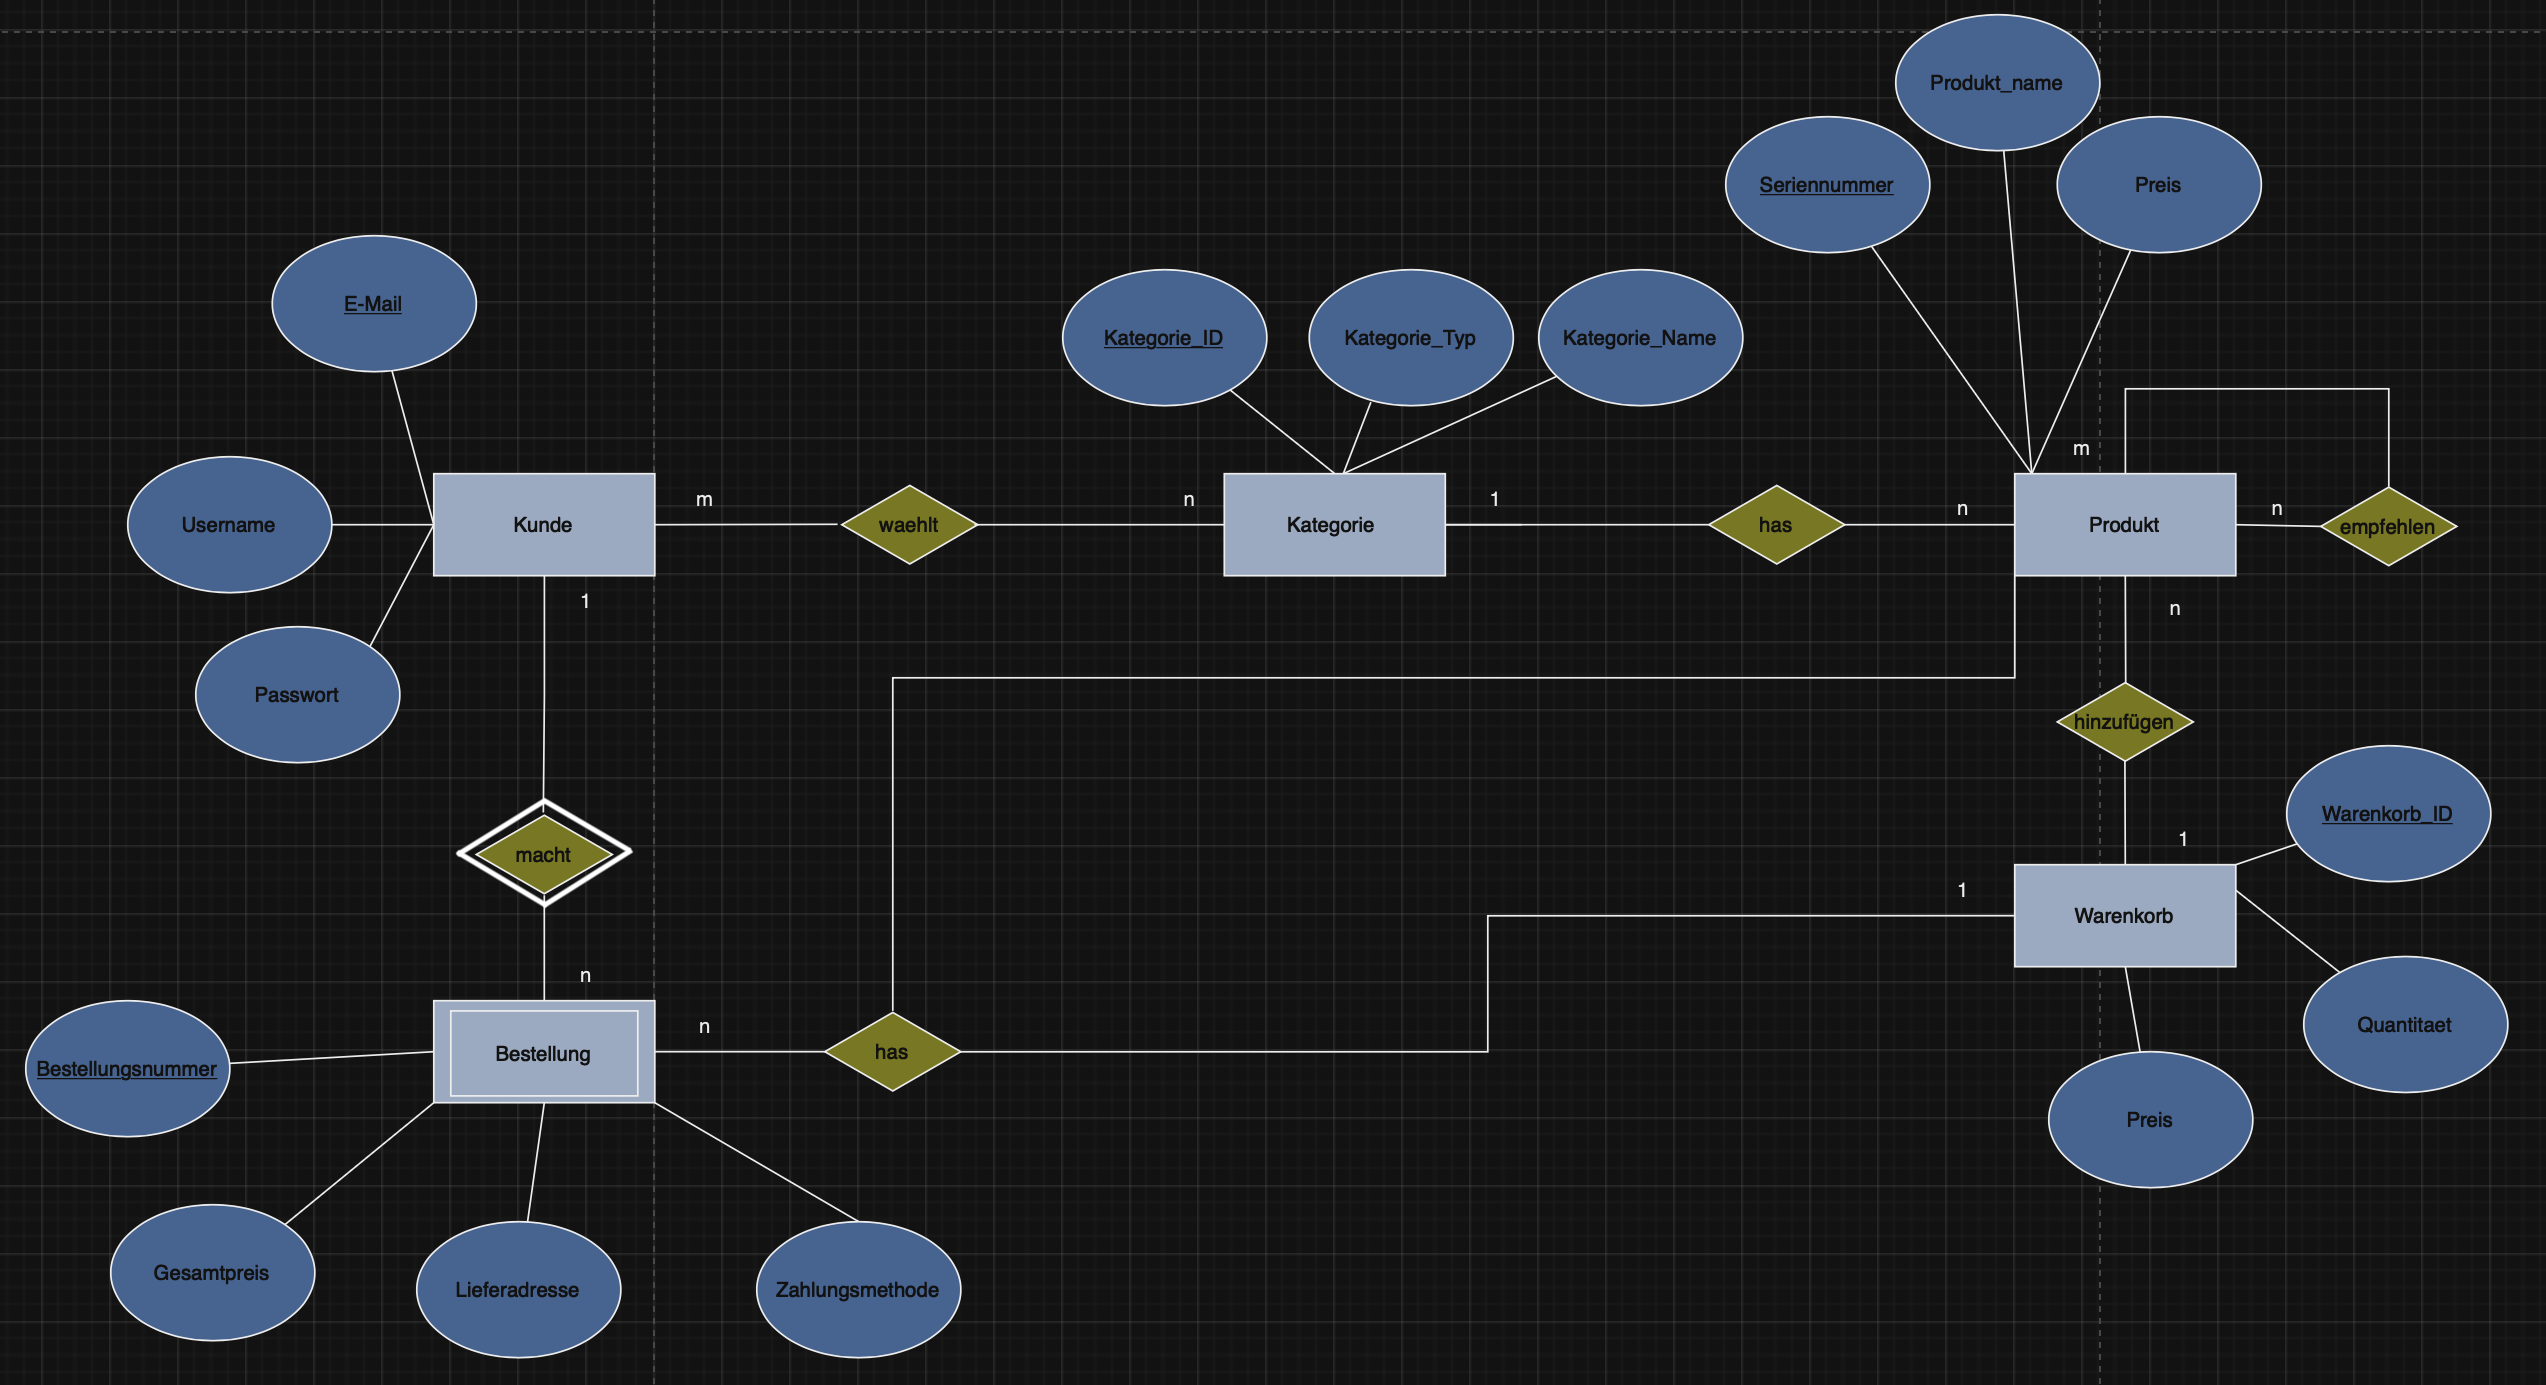 Produkt_name
Seriennummer
Preis
E-Mail
Kategorie_ID
Kategorie_Typ
Kategorie_Name
m
Username
Kunde
m
waehlt
n
Kategorie
1
has
n
Produkt
n
empfehlen
1
n
Passwort
hinzufügen
Warenkorb_ID
1
macht
1
Warenkorb
n
Quantitaet
Bestellungsnummer
Bestellung
n
has
Preis
Gesamtpreis
Lieferadresse
Zahlungsmethode